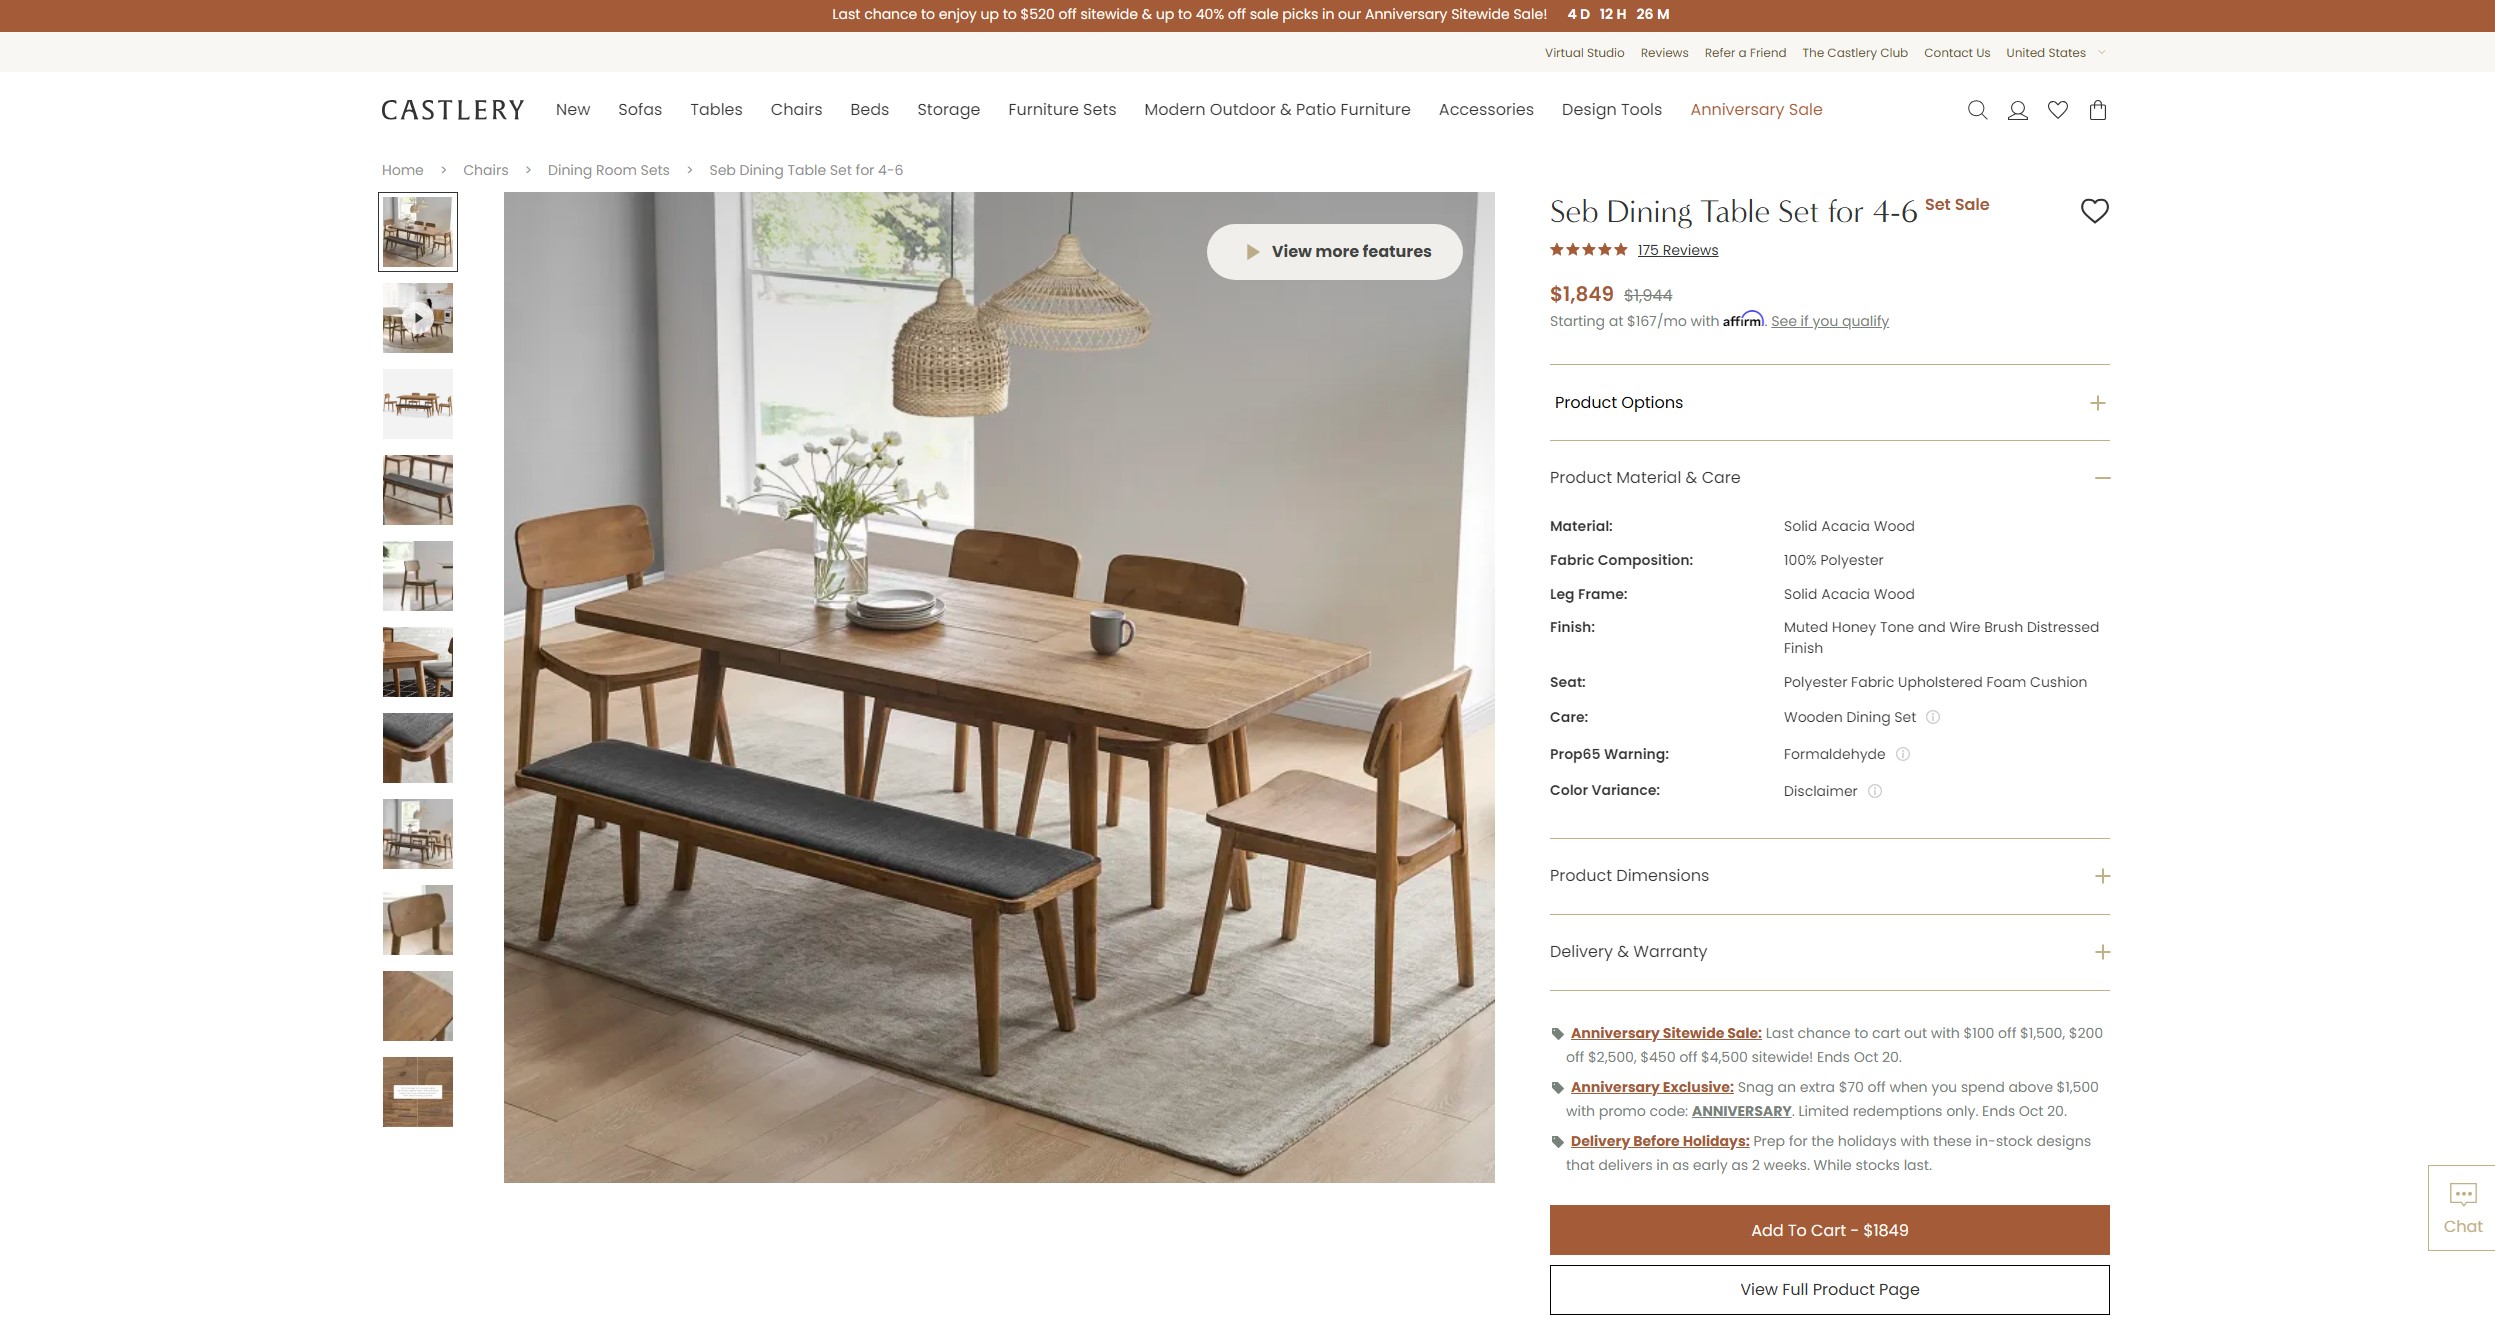 Last chance to enjoy up to $520 off sitewide & up to 40% off sale picks in our Anniversary Sitewide Sale! 4 D 12 H 26 M
Virtual Studio Reviews Refer a Friend The Castlery Club Contact Us United States
CASTLERY New Sofas Tables Chairs Beds Storage Furniture Sets Modern Outdoor & Patio Furniture Accessories Design Tools Anniversary Sale
Home > Chairs > Dining Room Sets > Seb Dining Table Set for 4-6
View more features
Seb Dining Table Set for 4-6 Set Sale
175 Reviews
$1,849 $1,944
Starting at $167/mo with affirm. See if you qualify
Product Options
Product Material & Care
Material: Solid Acacia Wood
Fabric Composition: 100% Polyester
Leg Frame: Solid Acacia Wood
Finish: Muted Honey Tone and Wire Brush Distressed
Finish
Seat: Polyester Fabric Upholstered Foam Cushion
Care: Wooden Dining Set
Prop65 Warning: Formaldehyde
Color Variance: Disclaimer
Product Dimensions
Delivery & Warranty
Anniversary Sitewide Sale: Last chance to cart out with $100 off $1,500, $200
off $2,500, $450 off $4,500 sitewide! Ends Oct 20.
Anniversary Exclusive: Snag an extra $70 off when you spend above $1,500
with promo code: ANNIVERSARY. Limited redemptions only. Ends Oct 20.
Delivery Before Holidays: Prep for the holidays with these in-stock designs
that delivers in as early as 2 weeks. While stocks last.
Add To Cart - $1849
View Full Product Page
Chat